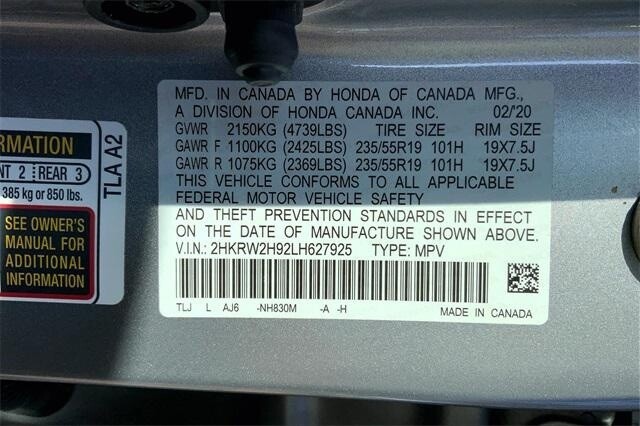 MFD. IN CANADA BY HONDA OF CANADA MFG.,
A DIVISION OF HONDA CANADA INC. 02/'20
GVWR 2150KG (4739LBS) TIRE SIZE RIM SIZE
GAWR F 1100KG (2425LBS) 235/55R19 101H 19X7.5J
GAWR R 1075KG (2369LBS) 235/55R19 101H 19X7.5J
THIS VEHICLE CONFORMS TO ALL APPLICABLE
FEDERAL MOTOR VEHICLE SAFETY
AND THEFT PREVENTION STANDARDS IN EFFECT
ON THE DATE OF MANUFACTURE SHOWN ABOVE.
V.I.N.: 2HKRW2H92LH627925 TYPE: MPV
TLJ L AJ6 -NH830M -A -H MADE IN CANADA
RMATION
NT 2 REAR 3
385 kg or 850 lbs.
SEE OWNER'S
MANUAL FOR
ADDITIONAL
INFORMATION
TLA A2